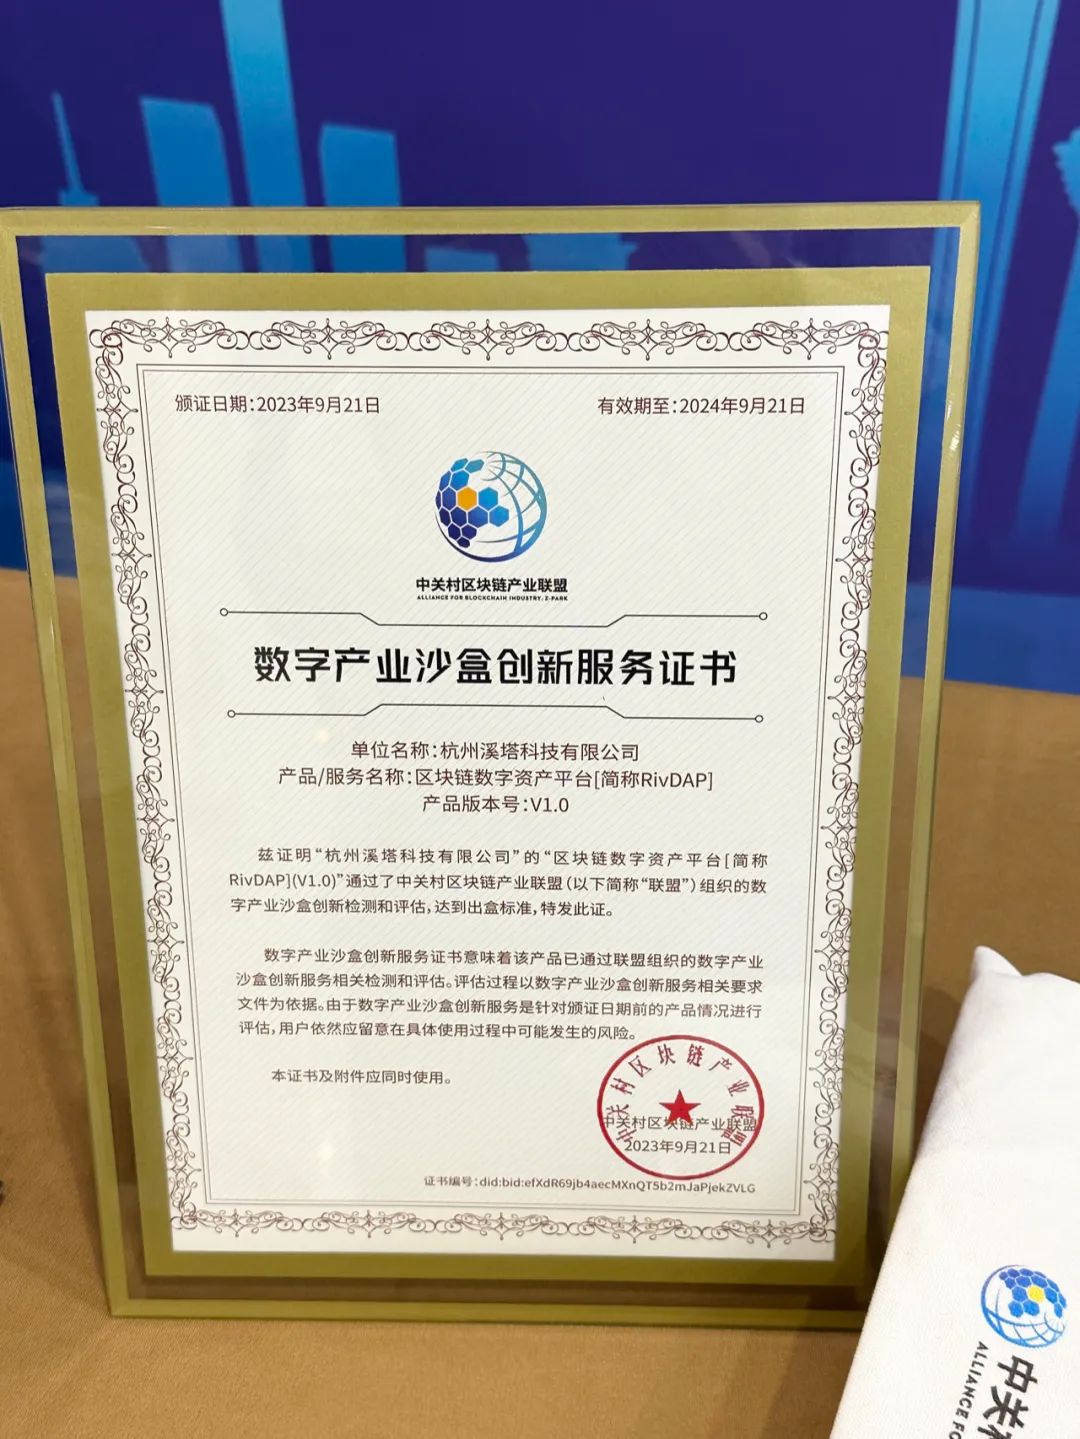 颁证日期:2023年9月21日
有效期至:2024年9月21日
中关村区块链产业联盟
ALLIANCE FOR BLOCKCHAIN INDUSTRY, Z-PARK
数字产业沙盒创新服务证书
单位名称:杭州溪塔科技有限公司
产品/服务名称:区块链数字资产平台[简称RivDAP]
产品版本号:V1.0
兹证明“杭州溪塔科技有限公司”的“区块链数字资产平台[简称
RivDAP](V1.0)”通过了中关村区块链产业联盟(以下简称“联盟”)组织的数
字产业沙盒创新检测和评估,达到出盒标准,特发此证。
数字产业沙盒创新服务证书意味着该产品已通过联盟组织的数字产业
沙盒创新服务相关检测和评估。评估过程以数字产业沙盒创新服务相关要求
文件为依据。由于数字产业沙盒创新服务是针对颁证日期前的产品情况进行
评估,用户依然应留意在具体使用过程中可能发生的风险。
本证书及附件应同时使用。
中关村区块链产业联盟
中关村区块链产业联盟
2023年9月21日
证书编号:did:bid:efXdR69jb4aecMXnQT5b2mJaPjekZVLG
中关
ALLIANCE FO